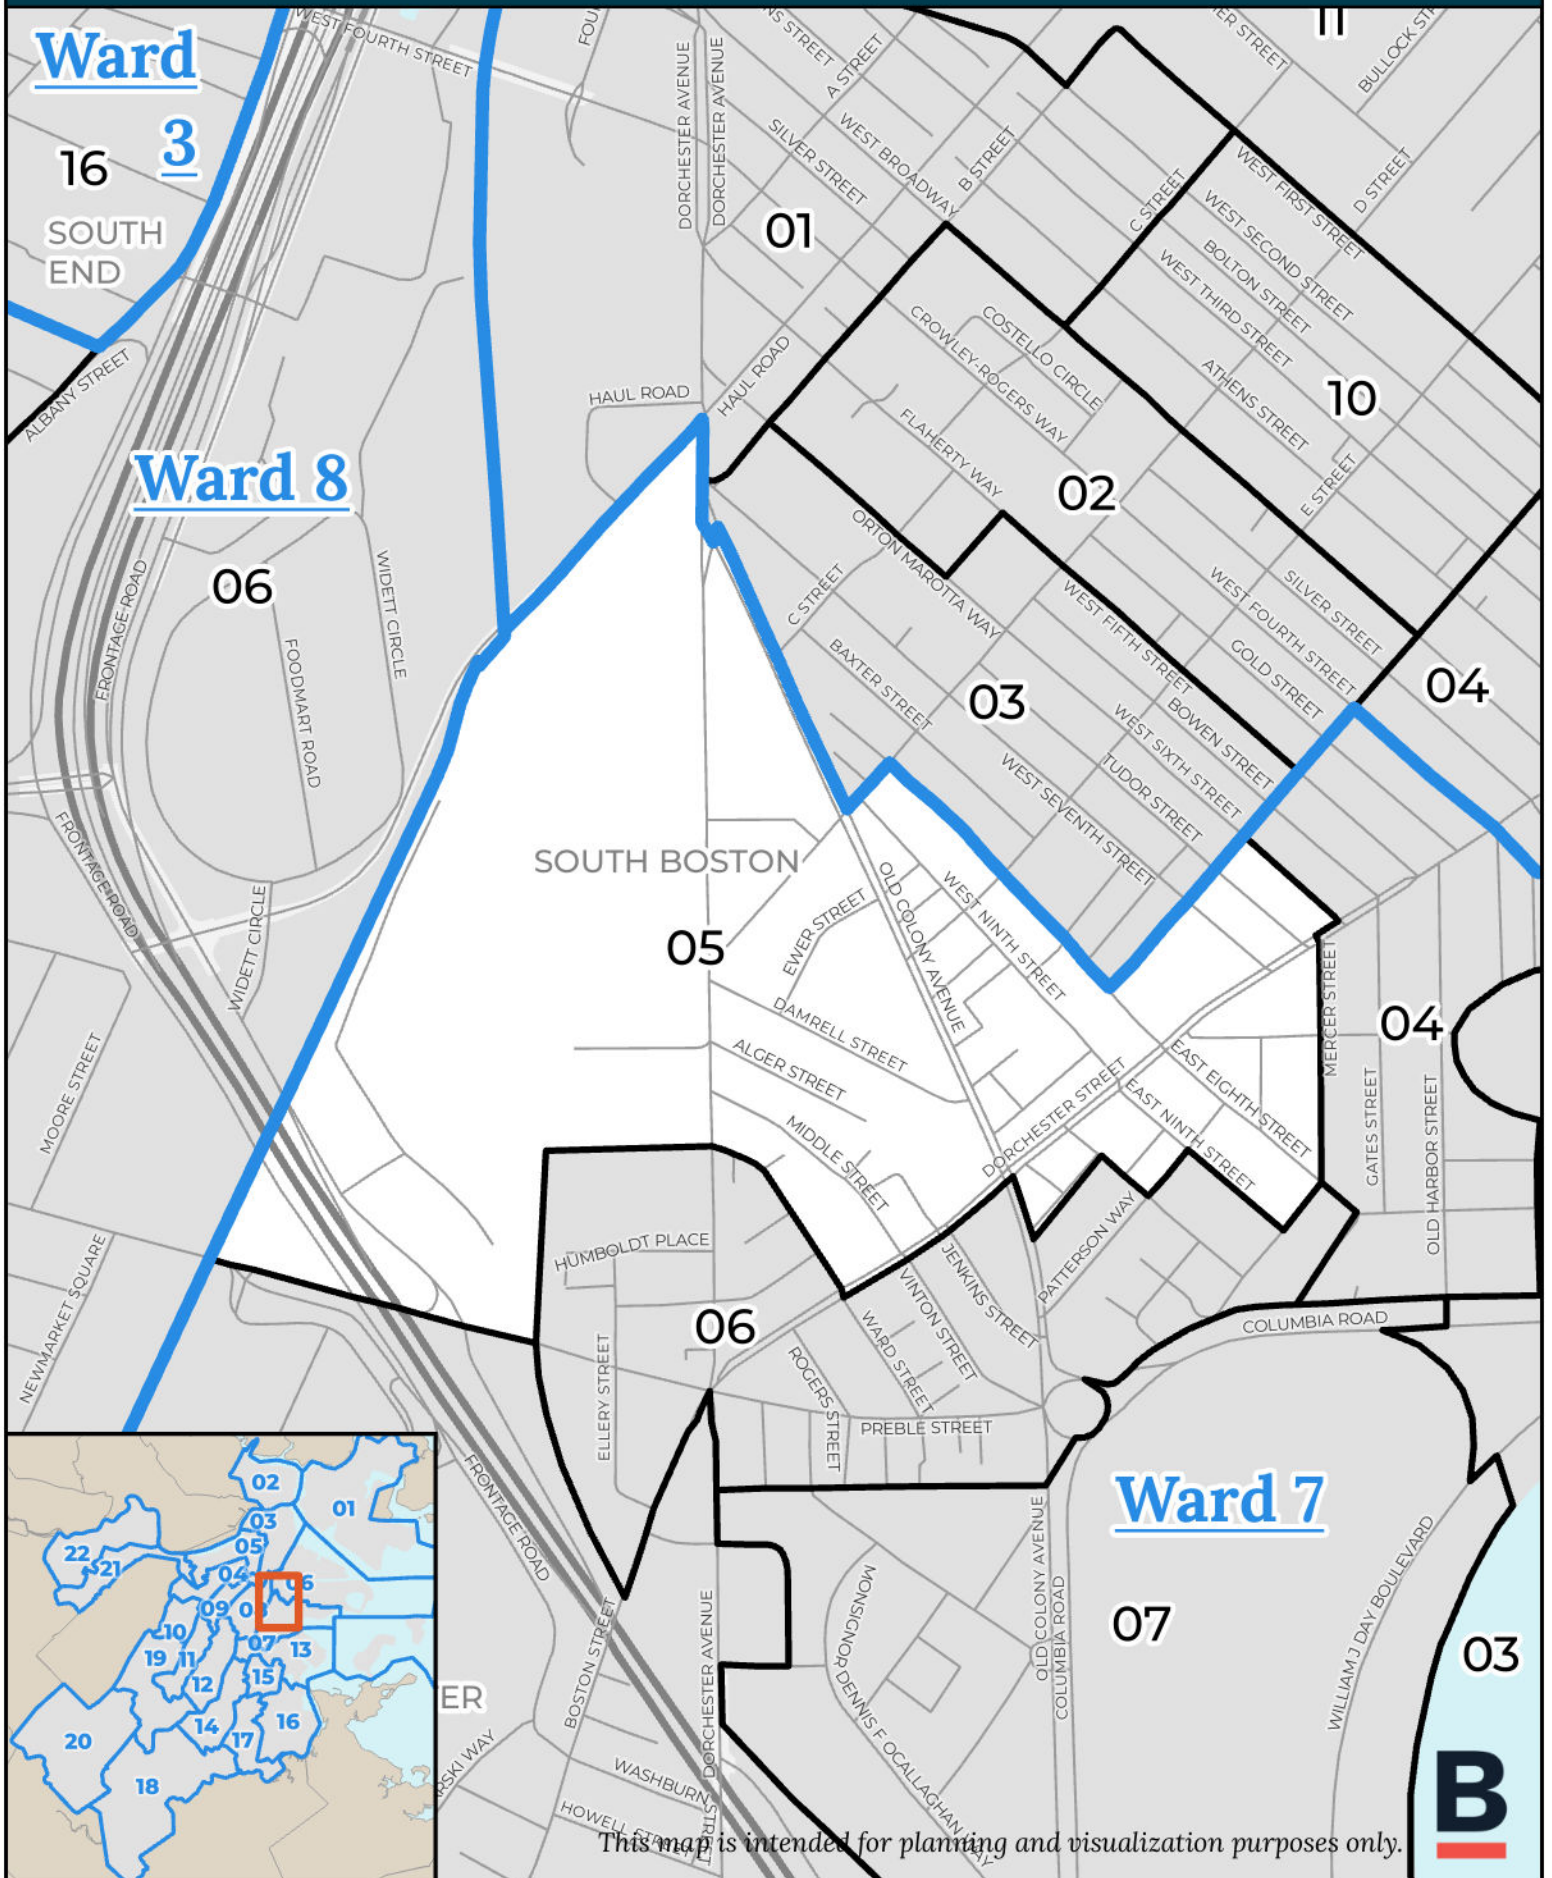 Ward
3
16
SOUTH
END
WEST FOURTH STREET
DORCHESTER AVENUE
DORCHESTER AVENUE
A STREET
SILVER STREET
WEST BROADWAY
B STREET
01
11
BULLOCK
C STREET
WEST FIRST STREET
D STREET
WEST SECOND STREET
BOLTON STREET
WEST THIRD STREET
ATHENS STREET
10
E STREET
ALBANY STREET
HAUL ROAD
HAUL ROAD
CROWLEY-ROGERS WAY
COSTELLO CIRCLE
FLAHERTY WAY
02
Ward 8
06
FRONTAGE ROAD
WIDETT CIRCLE
FOODMART ROAD
C STREET
ORTON MAROTTA WAY
BAXTER STREET
03
WEST FIFTH STREET
WEST FOURTH STREET
SILVER STREET
GOLD STREET
BOWEN STREET
WEST SIXTH STREET
TUDOR STREET
WEST SEVENTH STREET
04
FRONTAGE ROAD
WIDETT CIRCLE
SOUTH BOSTON
05
EWER STREET
OLD COLONY AVENUE
WEST NINTH STREET
DAMRELL STREET
ALGER STREET
MIDDLE STREET
DORCHESTER STREET
EAST EIGHTH STREET
EAST NINTH STREET
MERCER STREET
04
GATES STREET
OLD HARBOR STREET
MOORE STREET
NEWMARKET SQUARE
HUMBOLDT PLACE
06
ELLERY STREET
JENKINS STREET
VINTON STREET
WARD STREET
ROGERS STREET
PREBLE STREET
PATTERSON WAY
COLUMBIA ROAD
Ward 7
07
03
FRONTAGE ROAD
BOSTON STREET
DORCHESTER AVENUE
OLD COLONY AVENUE
COLUMBIA ROAD
MONSIGNOR DENNIS F OCALLAGHAN WAY
WILLIAM J DAY BOULEVARD
WASHBURN STREET
HOWELL STREET
ER
RSKI WAY
02
01
03
05
22
21
04
06
09
10
07
13
19
11
12
15
14
17
16
20
18
This map is intended for planning and visualization purposes only.
B